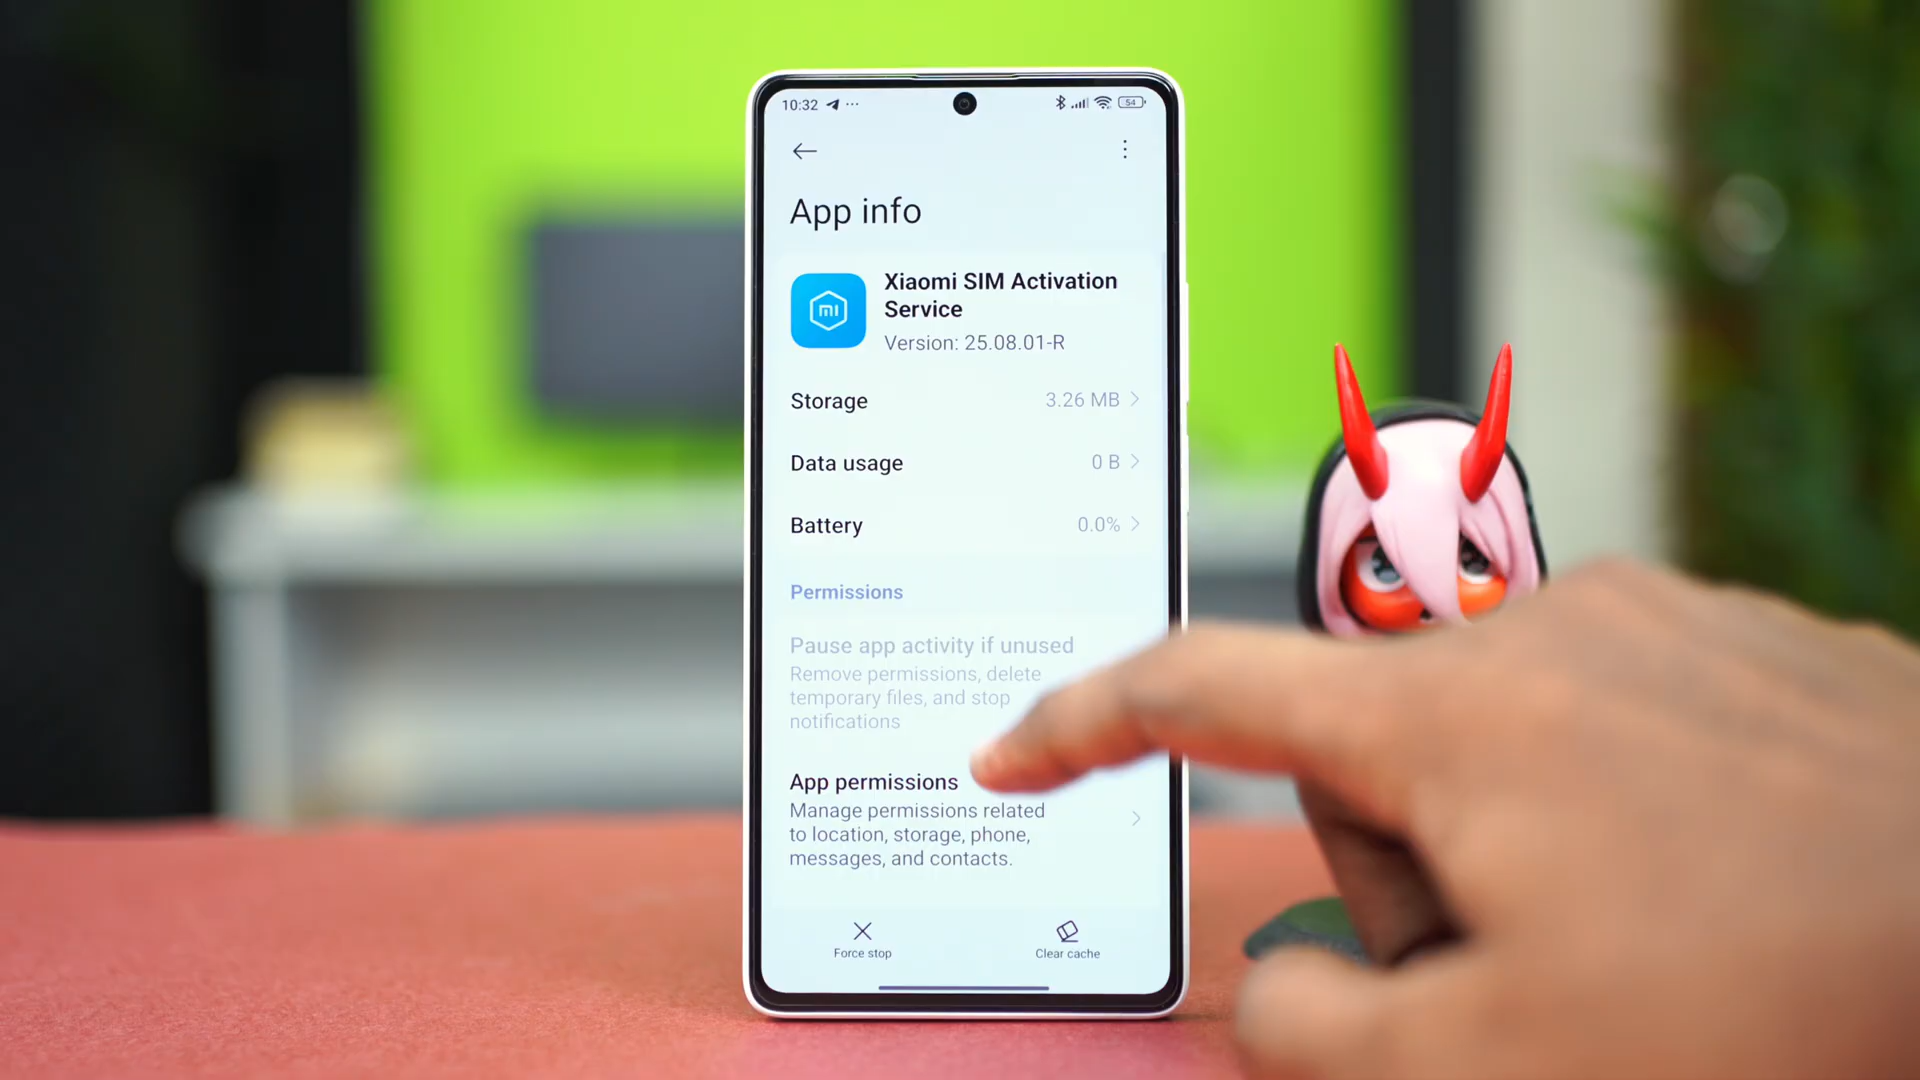 10:32
54
App info
mi
Xiaomi SIM Activation
Service
Version: 25.08.01-R
Storage 3.26 MB
Data usage 0 B
Battery 0.0%
Permissions
Pause app activity if unused
Remove permissions, delete
temporary files, and stop
notifications
App permissions
Manage permissions related
to location, storage, phone,
messages, and contacts.
Force stop
Clear cache